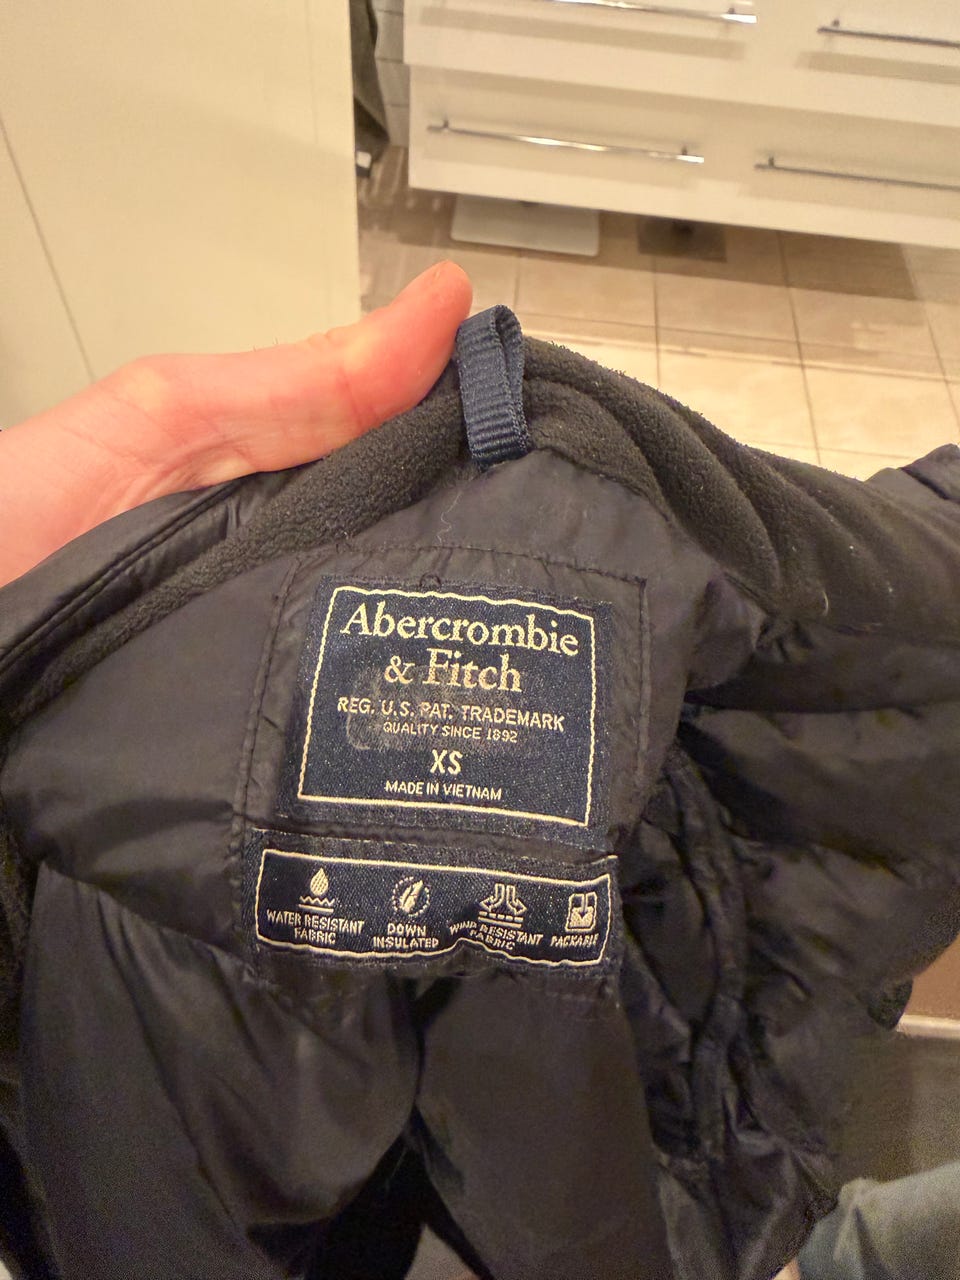 Abercrombie
& Fitch
REG. U.S. PAT. TRADEMARK
QUALITY SINCE 1892
XS
MADE IN VIETNAM
WATER RESISTANT
FABRIC
DOWN
INSULATED
WIND RESISTANT
FABRIC
PACKABLE